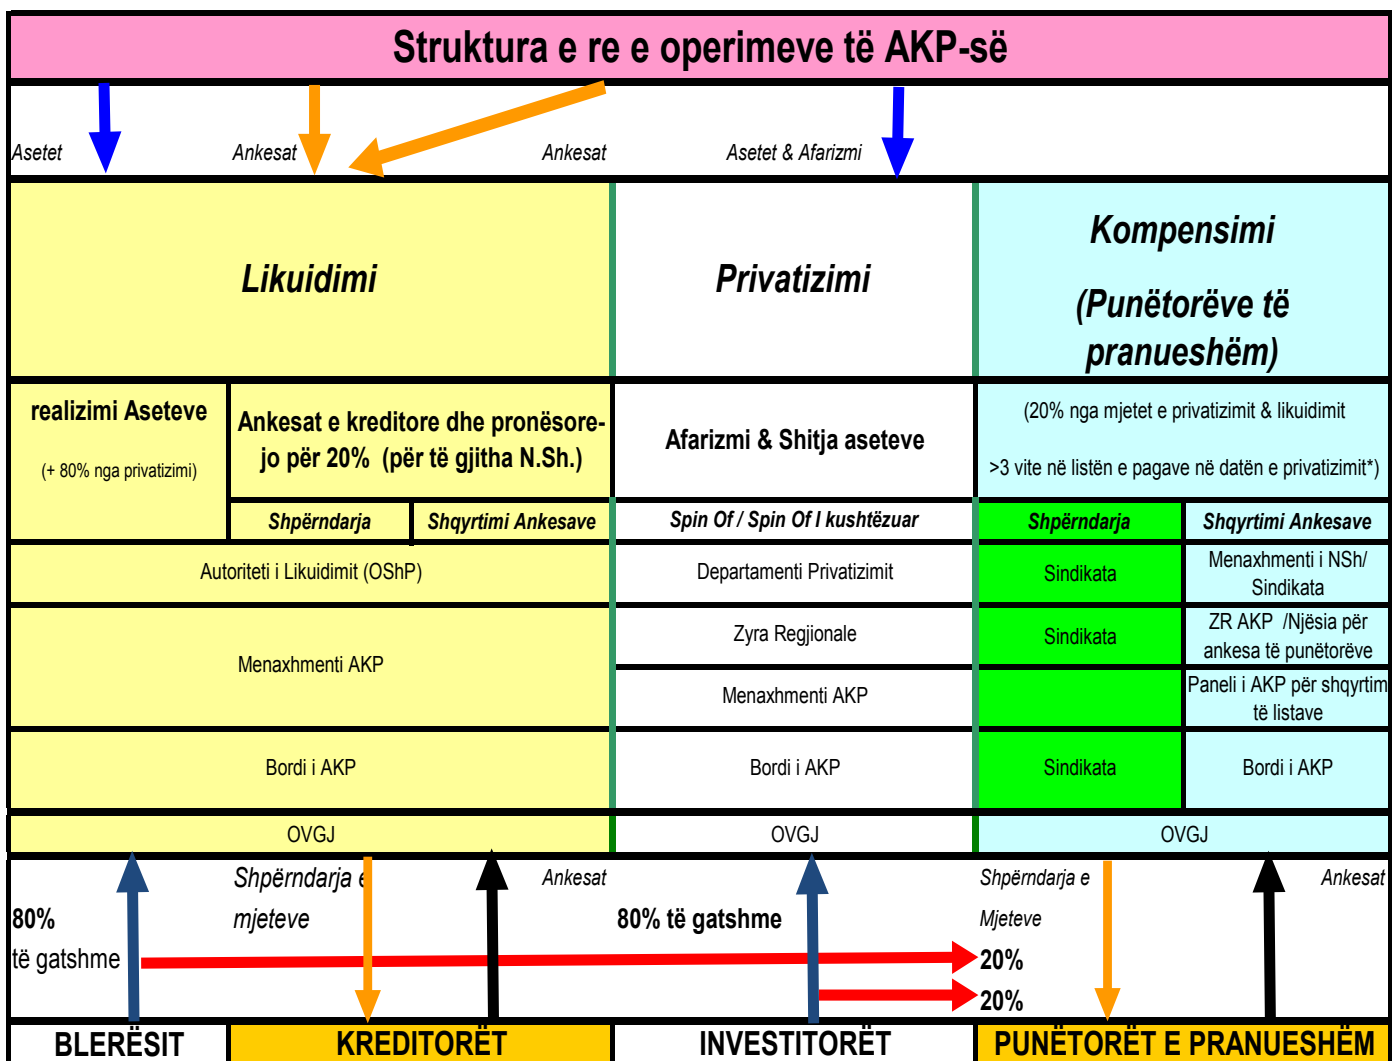 Struktura e re e operimeve të AKP-së
Asetet
Ankesat
Ankesat
Asetet & Afarizmi
Likuidimi
Privatizimi
Kompensimi
(Punëtorëve të
pranueshëm)
realizimi Aseteve
(+ 80% nga privatizimi)
Ankesat e kreditore dhe pronësore-
jo për 20% (për të gjitha N.Sh.)
Afarizmi & Shitja aseteve
(20% nga mjetet e privatizimit & likuidimit
>3 vite në listën e pagave në datën e privatizimit*)
Shpërndarja
Shqyrtimi Ankesave
Spin Of / Spin Of I kushtëzuar
Shpërndarja
Shqyrtimi Ankesave
Autoriteti i Likuidimit (OShP)
Departamenti Privatizimit
Sindikata
Menaxhmenti i NSh/
Sindikata
Menaxhmenti AKP
Zyra Regjionale
Sindikata
ZR AKP /Njësia për
ankesa të punëtorëve
Menaxhmenti AKP
Paneli i AKP për shqyrtim
të listave
Bordi i AKP
Bordi i AKP
Sindikata
Bordi i AKP
OVGJ
OVGJ
OVGJ
80%
të gatshme
Shpërndarja e
mjeteve
Ankesat
80% të gatshme
Shpërndarja e
Mjeteve
20%
20%
Ankesat
BLERËSIT
KREDITORËT
INVESTITORËT
PUNËTORËT E PRANUESHËM